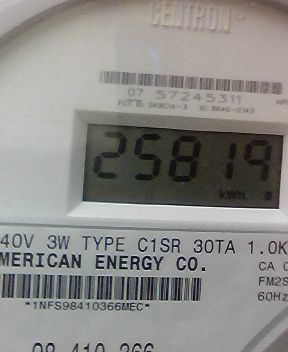 CENTRON
07 57245311
25819
kWh
40V 3W TYPE C1SR 30TA 1.0K
MERICAN ENERGY CO.
CA 0
FM2S
60Hz
*1NFS98410366MEC*